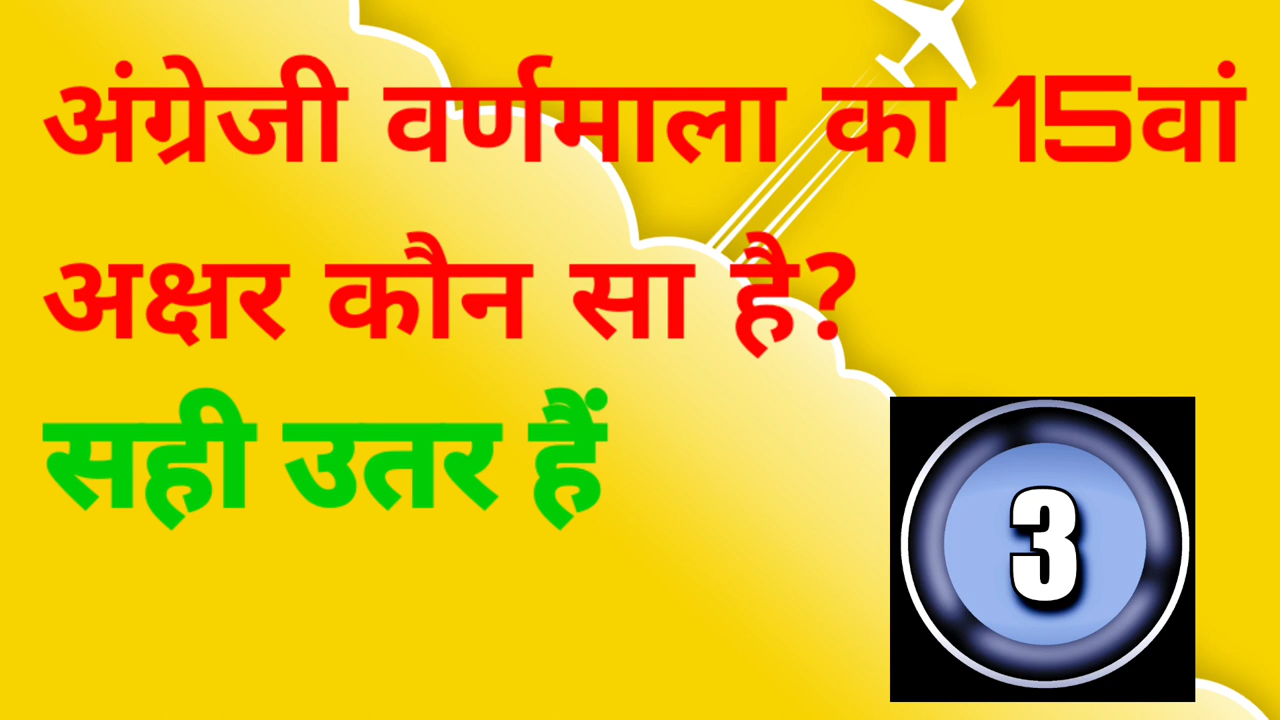 अंग्रेजी वर्णमाला का 15वां
अक्षर कौन सा है?
सही उतर हैं
3